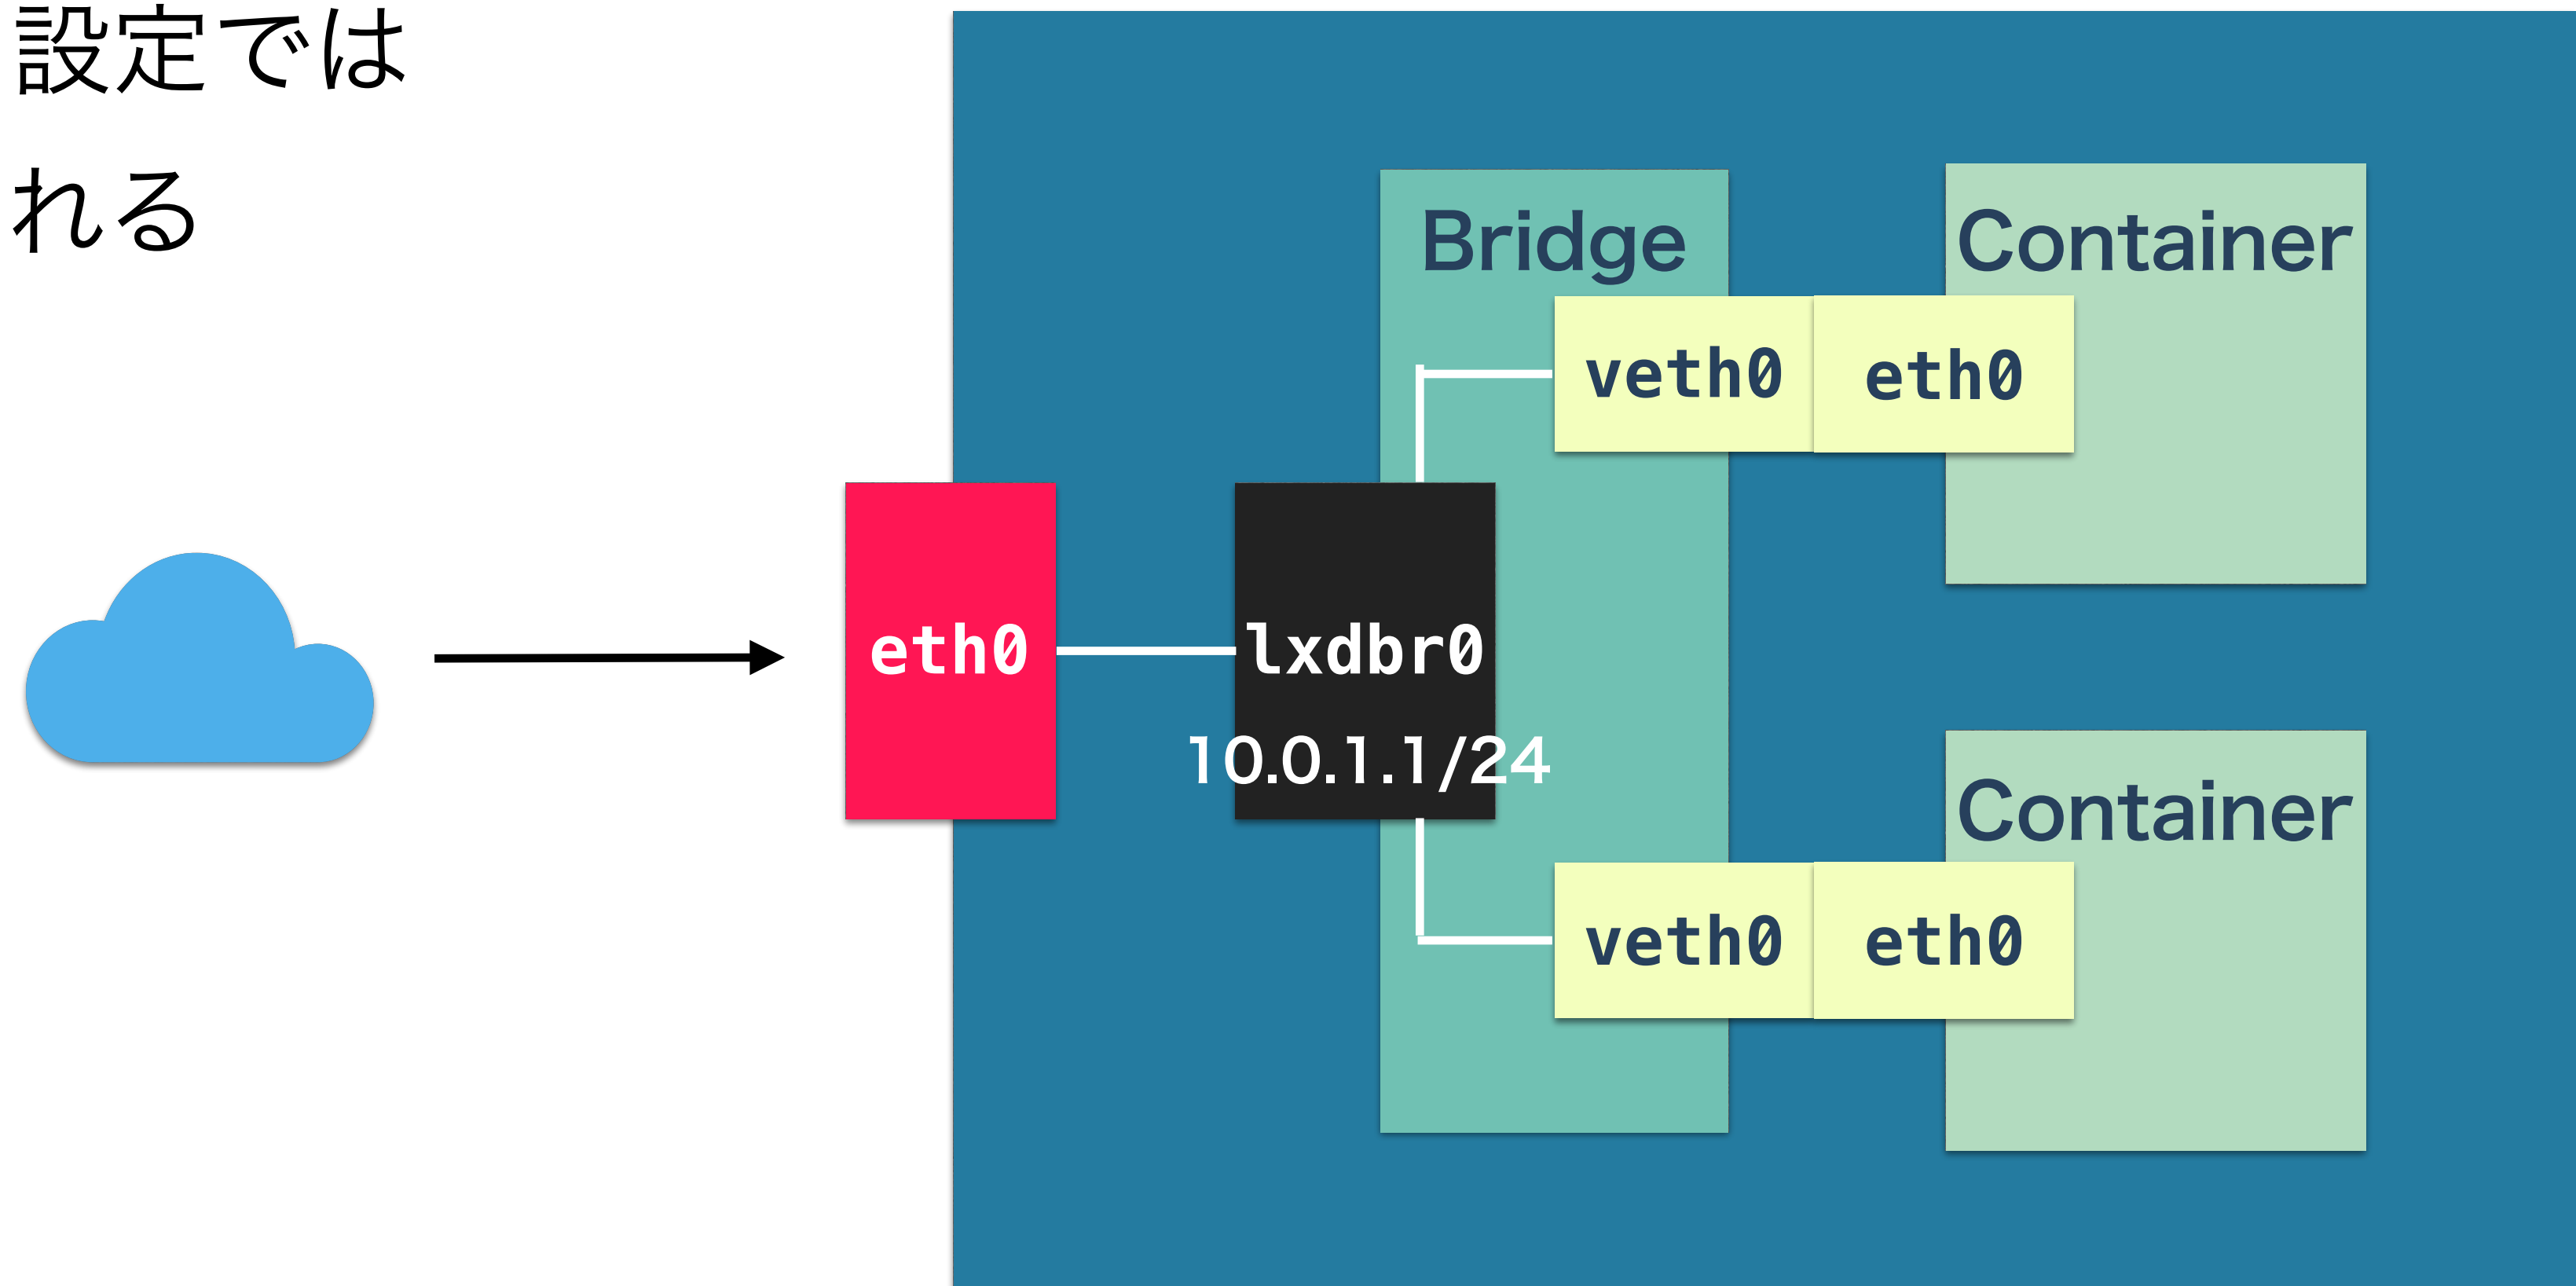 設定では
れる
Bridge
Container
veth0
eth0
eth0
lxdbr0
10.0.1.1/24
Container
veth0
eth0